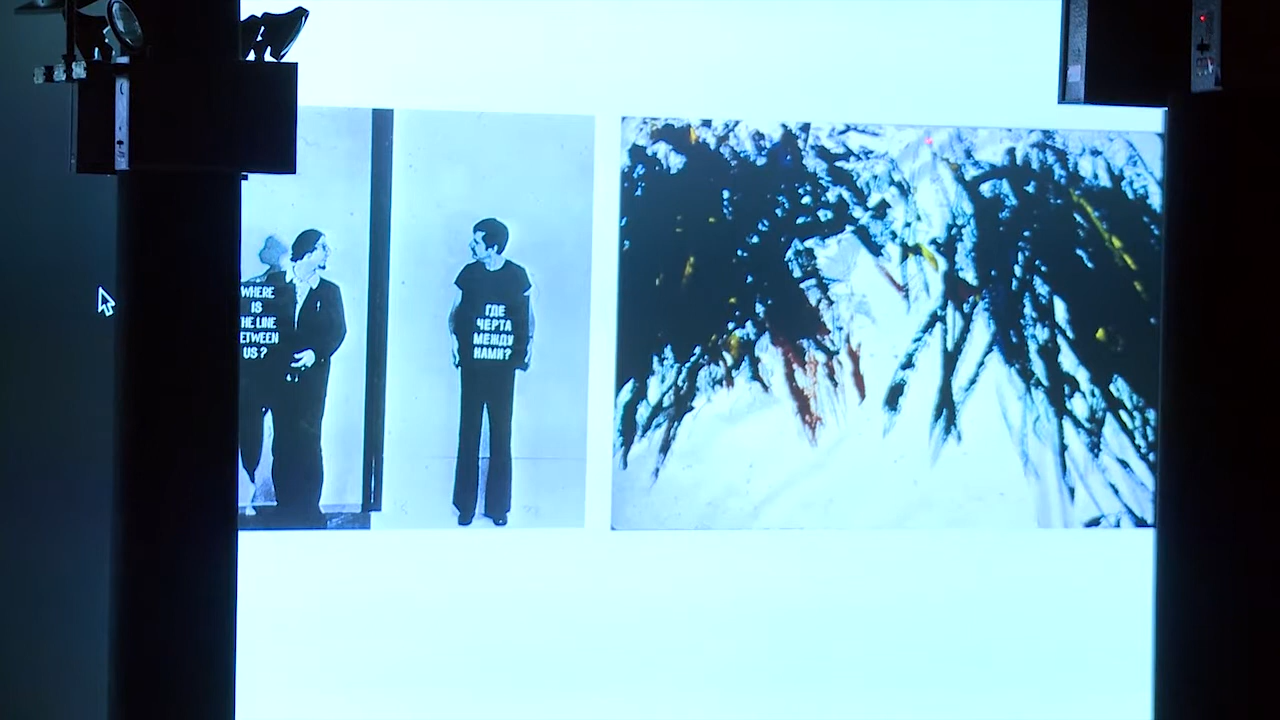 WHERE
IS
THE LINE
BETWEEN
US?
ГДЕ
ЧЕРТА
МЕЖДУ
НАМИ?